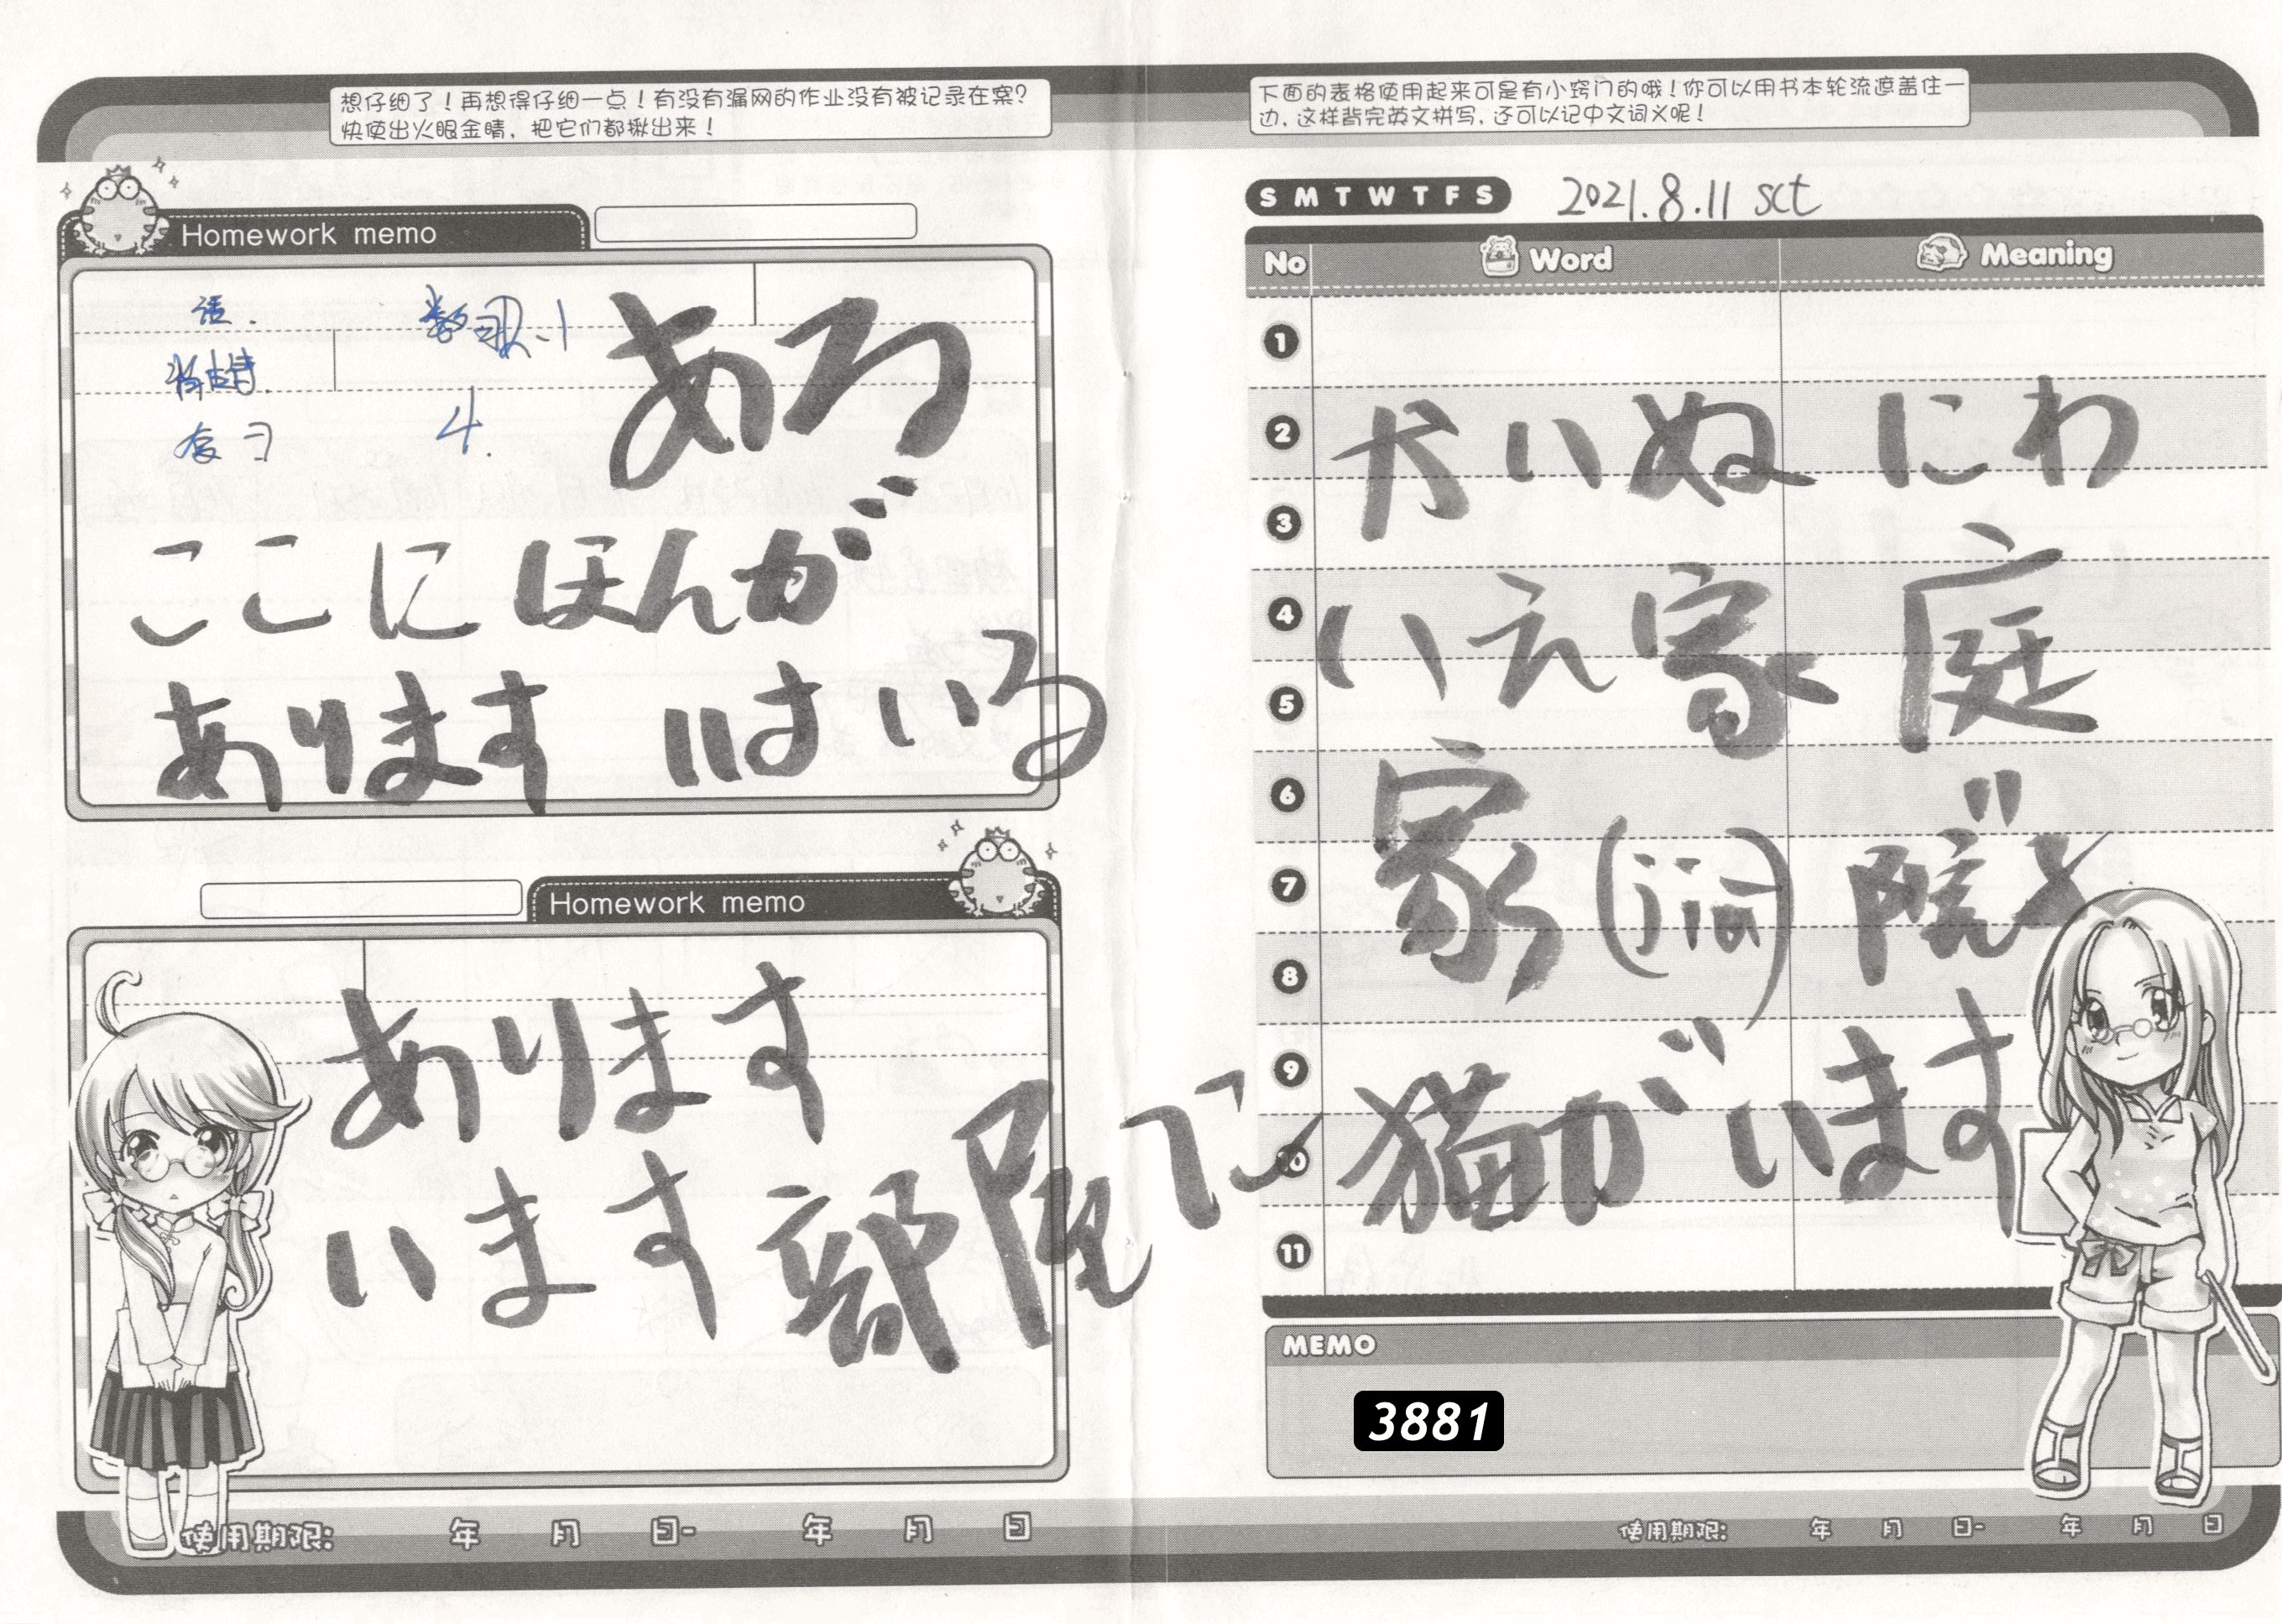 想仔细了！再想得仔细一点！有没有漏网的作业没有被记录在案？
快使出火眼金睛，把它们都揪出来！
Homework memo
语.
数习 1
复习
4.
ある
ここにほんが
あります はいる
Homework memo
あります
います 部屋に
下面的表格使用起来可是有小窍门的哦！你可以用书本轮流遮盖住一
边，这样背完英文拼写，还可以记中文词义呢！
S M T W T F S 2021.8.11 sct
No Word Meaning
1
2
3
4
5
6
7
8
9
10
11
かいぬ にわ
いえ 家 庭
家 (jia)
猫がいます
MEMO
3881
使用期限: 年 月 日- 年 月 日
使用期限: 年 月 日- 年 月 日